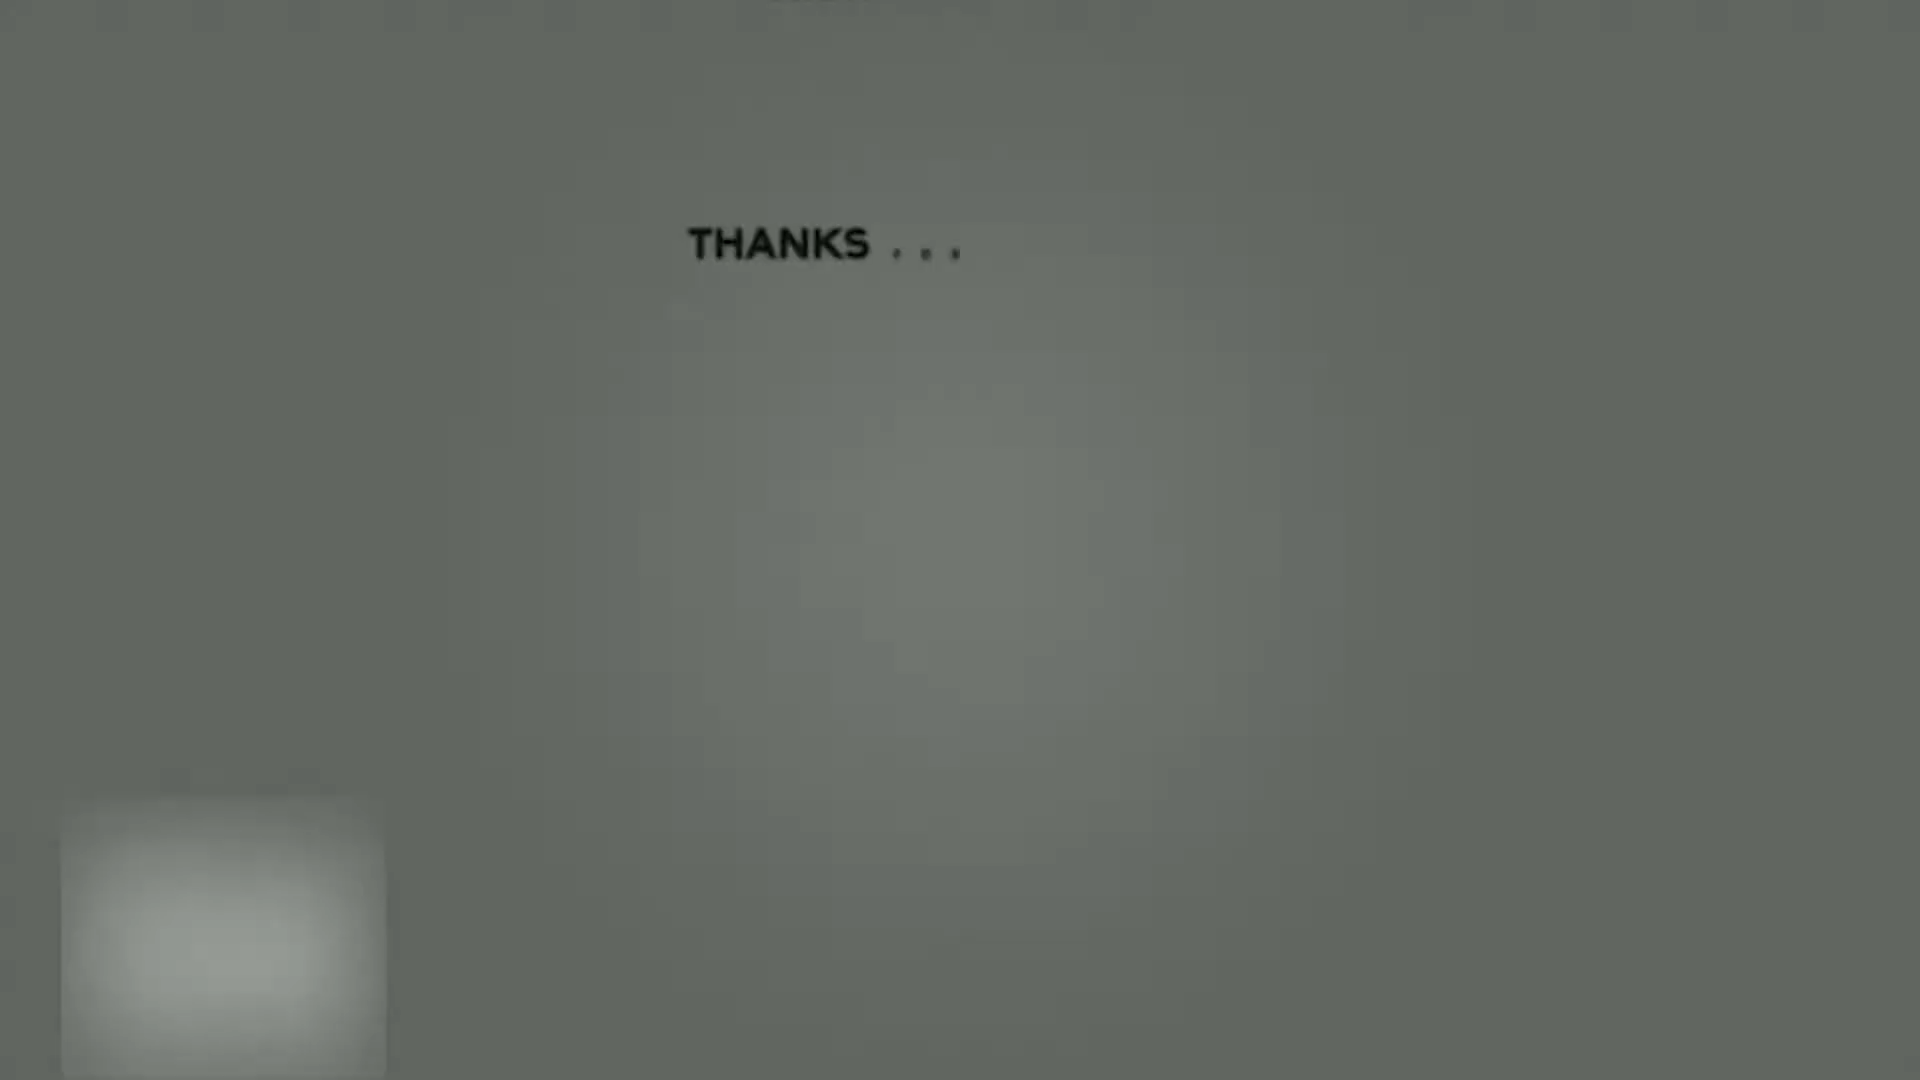 THANKS . . .